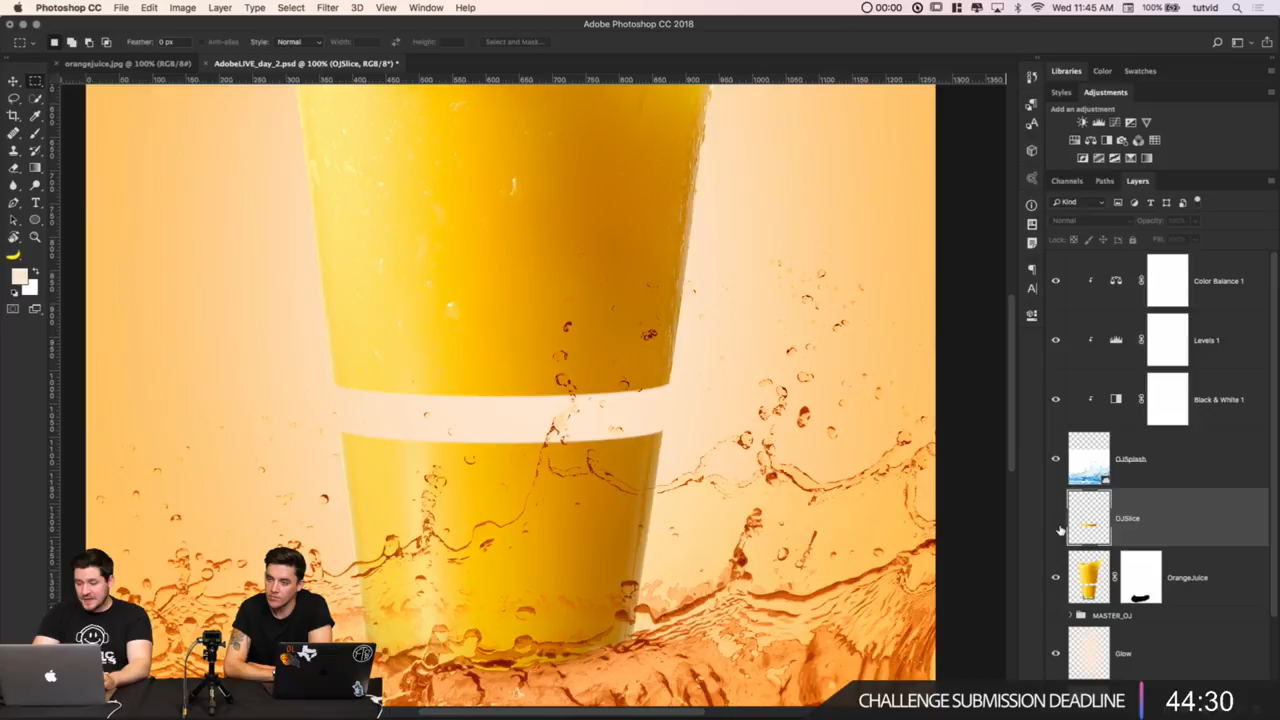 Photoshop CC File Edit Image Layer Type Select Filter 3D View Window Help
00:00 Wed 11:45 AM 100% tutvid
Adobe Photoshop CC 2018
Feather: 0 px Anti-alias Style: Normal Width: Height: Select and Mask...
orangejuice.jpg @ 100% (RGB/8#) AdobeLIVE_day_2.psd @ 100% (OJSlice, RGB/8*) *
Libraries Color Swatches
Styles Adjustments
Add an adjustment
Channels Paths Layers
Kind
Normal Opacity: 100%
Lock: Fill:
Color Balance 1
Levels 1
Black & White 1
OJSplash
OJSlice
OrangeJuice
MASTER_OJ
Glow
CHALLENGE SUBMISSION DEADLINE 44:30